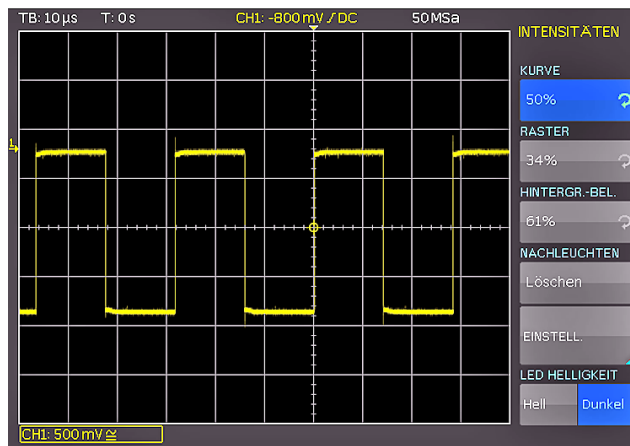 TB: 10 µs T: 0 s CH1: -800 mV ⎍ DC 50 MSa
INTENSITÄTEN
KURVE
50%
RASTER
34%
HINTERGR.-BEL.
61%
NACHLEUCHTEN
Löschen
EINSTELL.
LED HELLIGKEIT
Hell Dunkel
1
CH1: 500 mV ≅